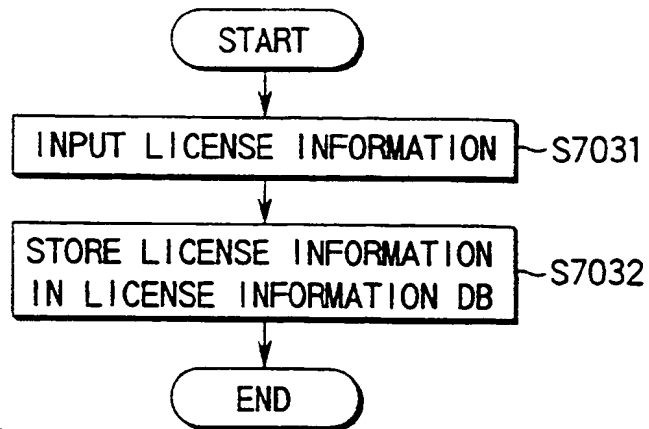 START
INPUT LICENSE INFORMATION
S7031
STORE LICENSE INFORMATION
IN LICENSE INFORMATION DB
S7032
END